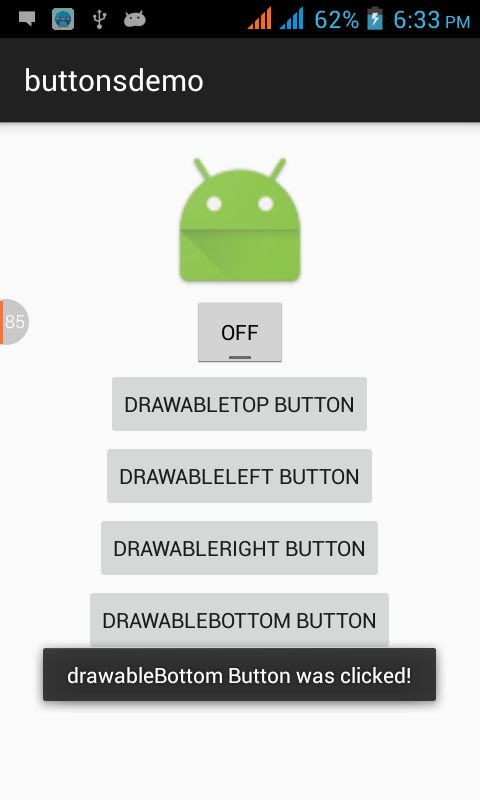 62% 6:33 PM
buttonsdemo
85
OFF
DRAWABLETOP BUTTON
DRAWABLELEFT BUTTON
DRAWABLERIGHT BUTTON
DRAWABLEBOTTOM BUTTON
drawableBottom Button was clicked!